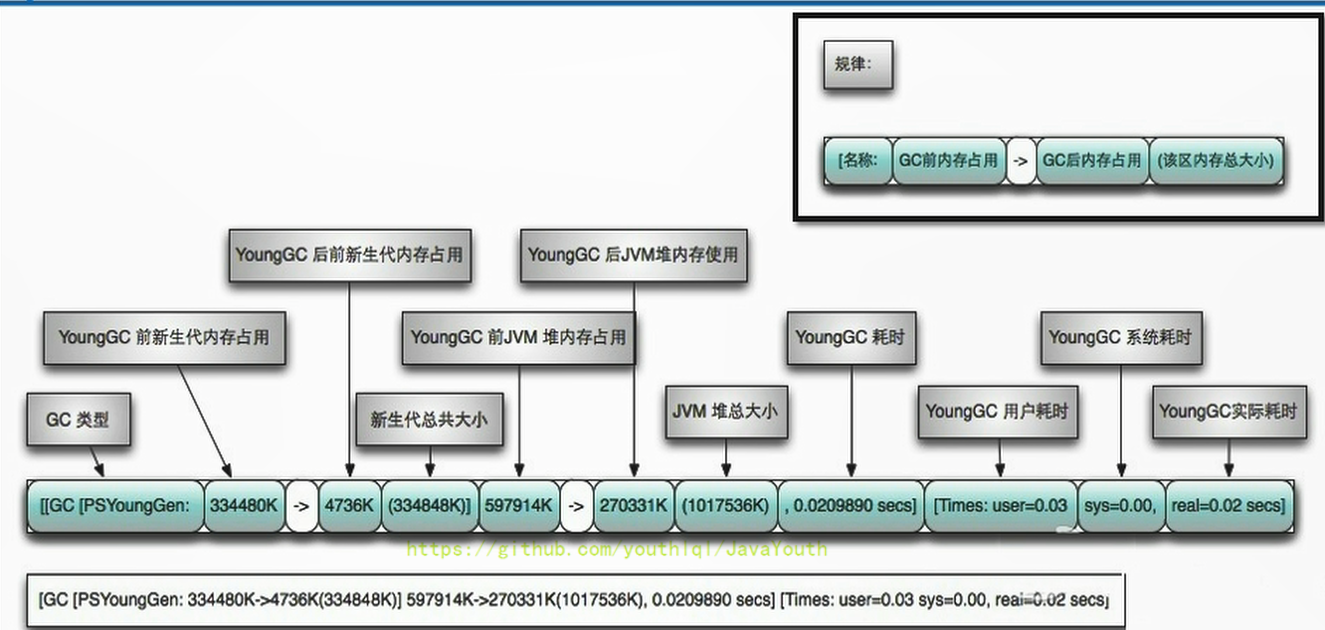 规律：
[名称:
GC前内存占用
->
GC后内存占用
(该区内存总大小)
YoungGC 后前新生代内存占用
YoungGC 后JVM堆内存使用
YoungGC 前新生代内存占用
YoungGC 前JVM 堆内存占用
YoungGC 耗时
YoungGC 系统耗时
GC 类型
新生代总共大小
JVM 堆总大小
YoungGC 用户耗时
YoungGC实际耗时
[[GC [PSYoungGen:
334480K
->
4736K
(334848K)]
597914K
->
270331K
(1017536K)
, 0.0209890 secs]
[Times: user=0.03
sys=0.00,
real=0.02 secs]
https://github.com/youthlql/JavaYouth
[GC [PSYoungGen: 334480K->4736K(334848K)] 597914K->270331K(1017536K), 0.0209890 secs] [Times: user=0.03 sys=0.00, real=0.02 secs]